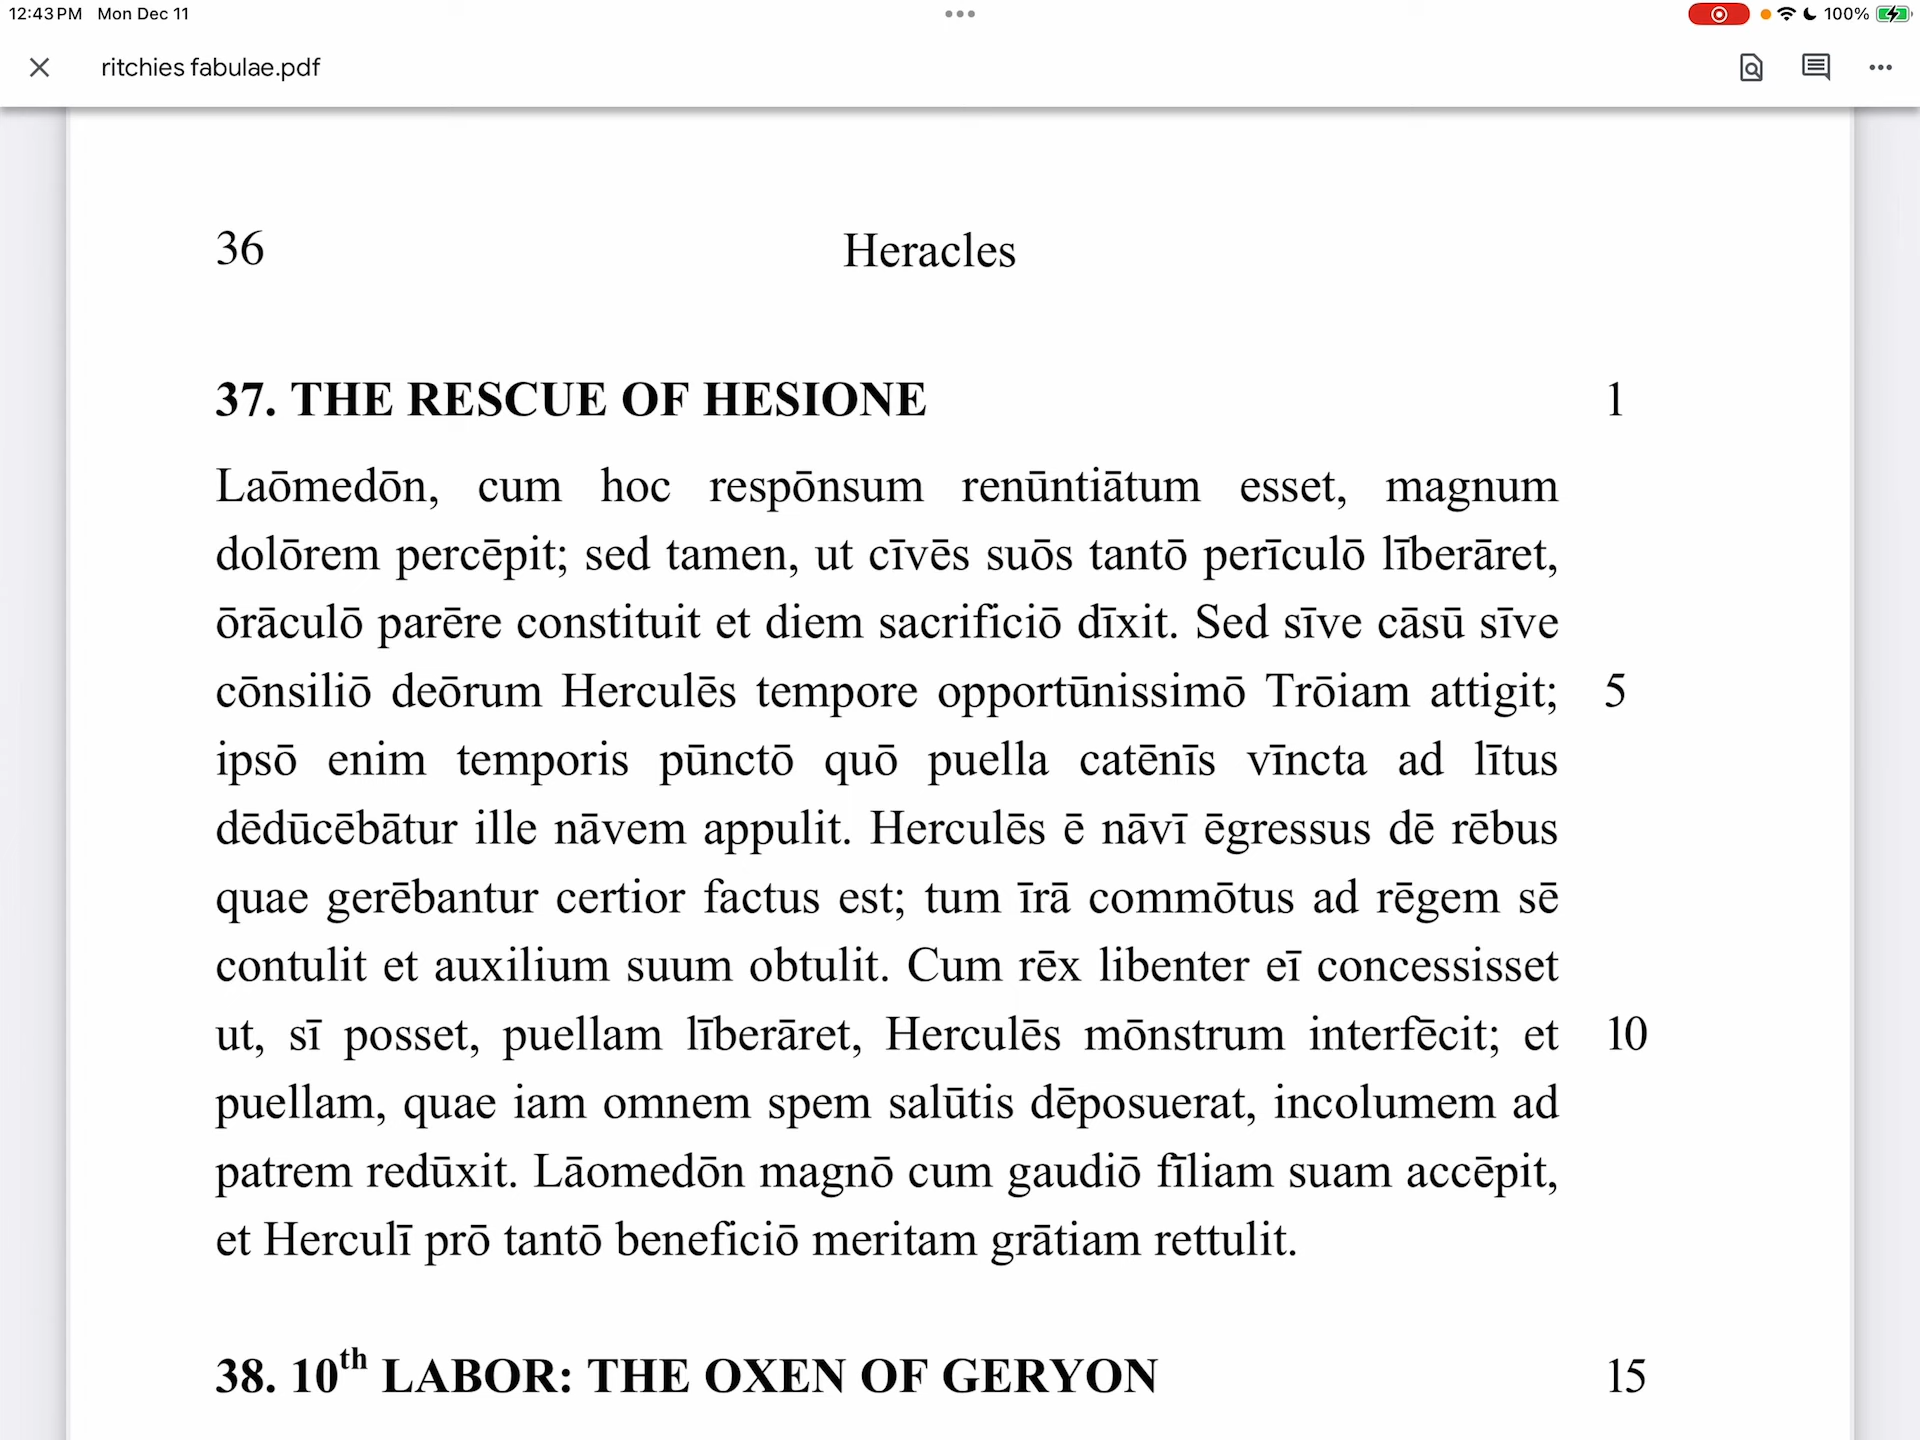 12:43 PM Mon Dec 11
100%
ritchies fabulae.pdf
36 Heracles
37. THE RESCUE OF HESIONE 1
Laōmedōn, cum hoc respōnsum renūntiātum esset, magnum
dolōrem percēpit; sed tamen, ut cīvēs suōs tantō perīculō līberāret,
ōrāculō parēre constituit et diem sacrificiō dīxit. Sed sīve cāsū sīve
cōnsiliō deōrum Herculēs tempore opportūnissimō Trōiam attigit; 5
ipsō enim temporis pūnctō quō puella catēnīs vīncta ad lītus
dēdūcēbātur ille nāvem appulit. Herculēs ē nāvī ēgressus dē rēbus
quae gerēbantur certior factus est; tum īrā commōtus ad rēgem sē
contulit et auxilium suum obtulit. Cum rēx libenter eī concessisset
ut, sī posset, puellam līberāret, Herculēs mōnstrum interfēcit; et 10
puellam, quae iam omnem spem salūtis dēposuerat, incolumem ad
patrem redūxit. Lāomedōn magnō cum gaudiō fīliam suam accēpit,
et Herculī prō tantō beneficiō meritam grātiam rettulit.
38. 10th LABOR: THE OXEN OF GERYON 15